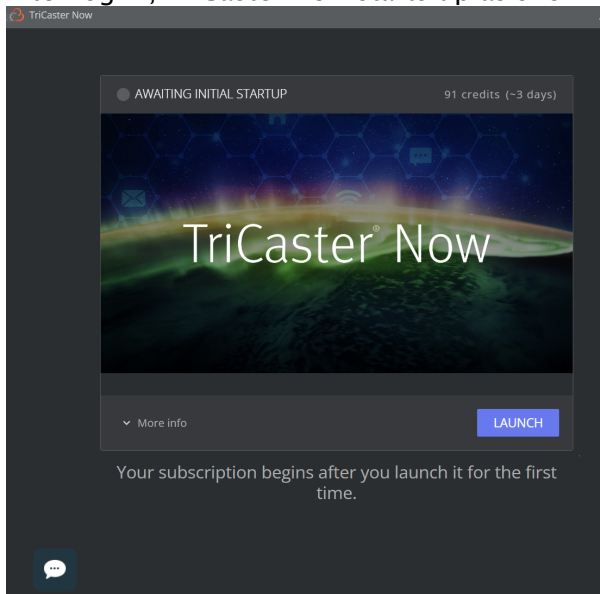 TriCaster Now
AWAITING INITIAL STARTUP
91 credits (~3 days)
TriCaster® Now
More info
LAUNCH
Your subscription begins after you launch it for the first
time.